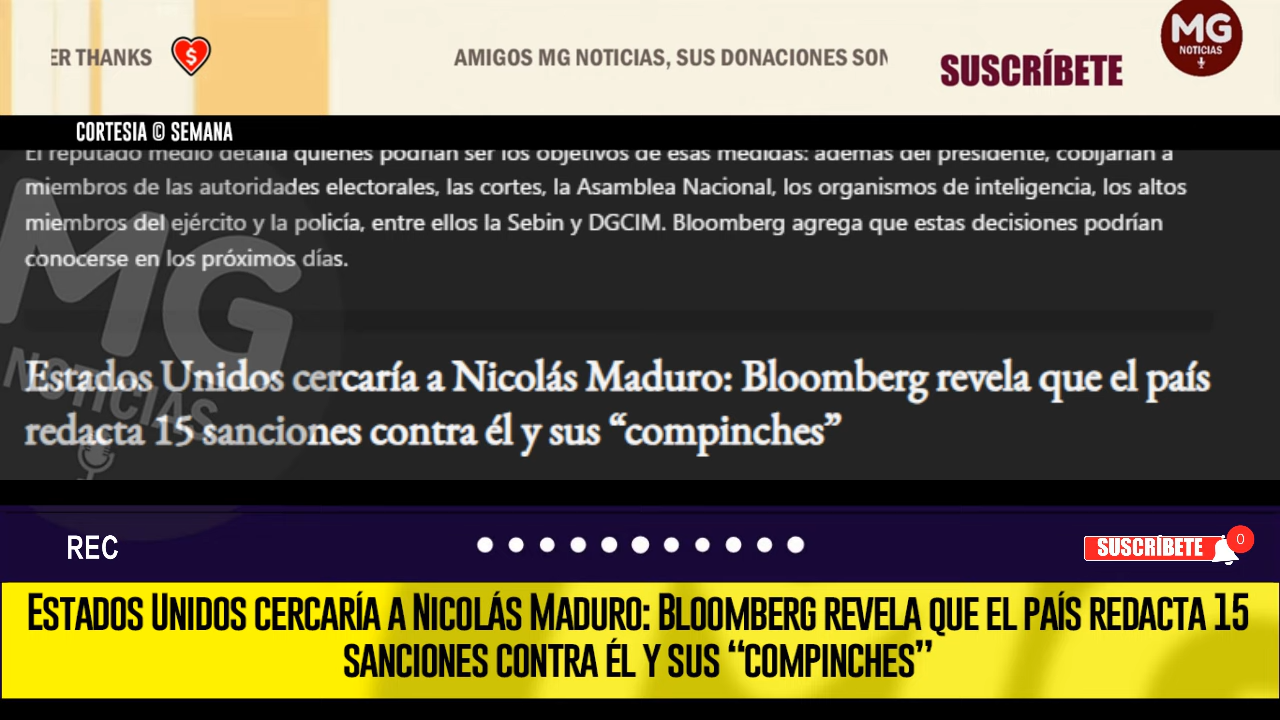 ER THANKS
AMIGOS MG NOTICIAS, SUS DONACIONES SON
SUSCRÍBETE
MG
NOTICIAS
CORTESIA © SEMANA
El reputado medio detalla quiénes podrían ser los objetivos de esas medidas: además del presidente, cobijarían a
miembros de las autoridades electorales, las cortes, la Asamblea Nacional, los organismos de inteligencia, los altos
miembros del ejército y la policía, entre ellos la Sebin y DGCIM. Bloomberg agrega que estas decisiones podrían
conocerse en los próximos días.
MG
NOTICIAS
Estados Unidos cercaría a Nicolás Maduro: Bloomberg revela que el país
redacta 15 sanciones contra él y sus “compinches”
REC
SUSCRÍBETE
0
ESTADOS UNIDOS CERCARÍA A NICOLÁS MADURO: BLOOMBERG REVELA QUE EL PAÍS REDACTA 15
SANCIONES CONTRA ÉL Y SUS “COMPINCHES”